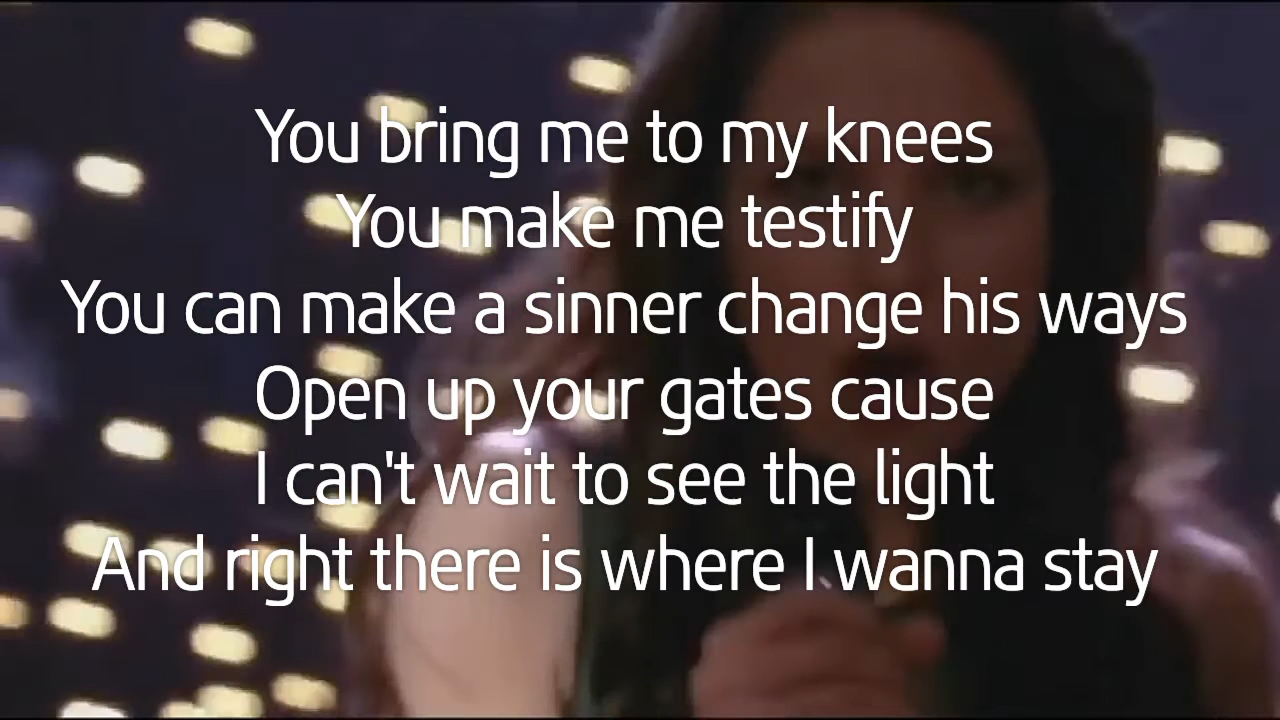 You bring me to my knees
You make me testify
You can make a sinner change his ways
Open up your gates cause
I can't wait to see the light
And right there is where I wanna stay